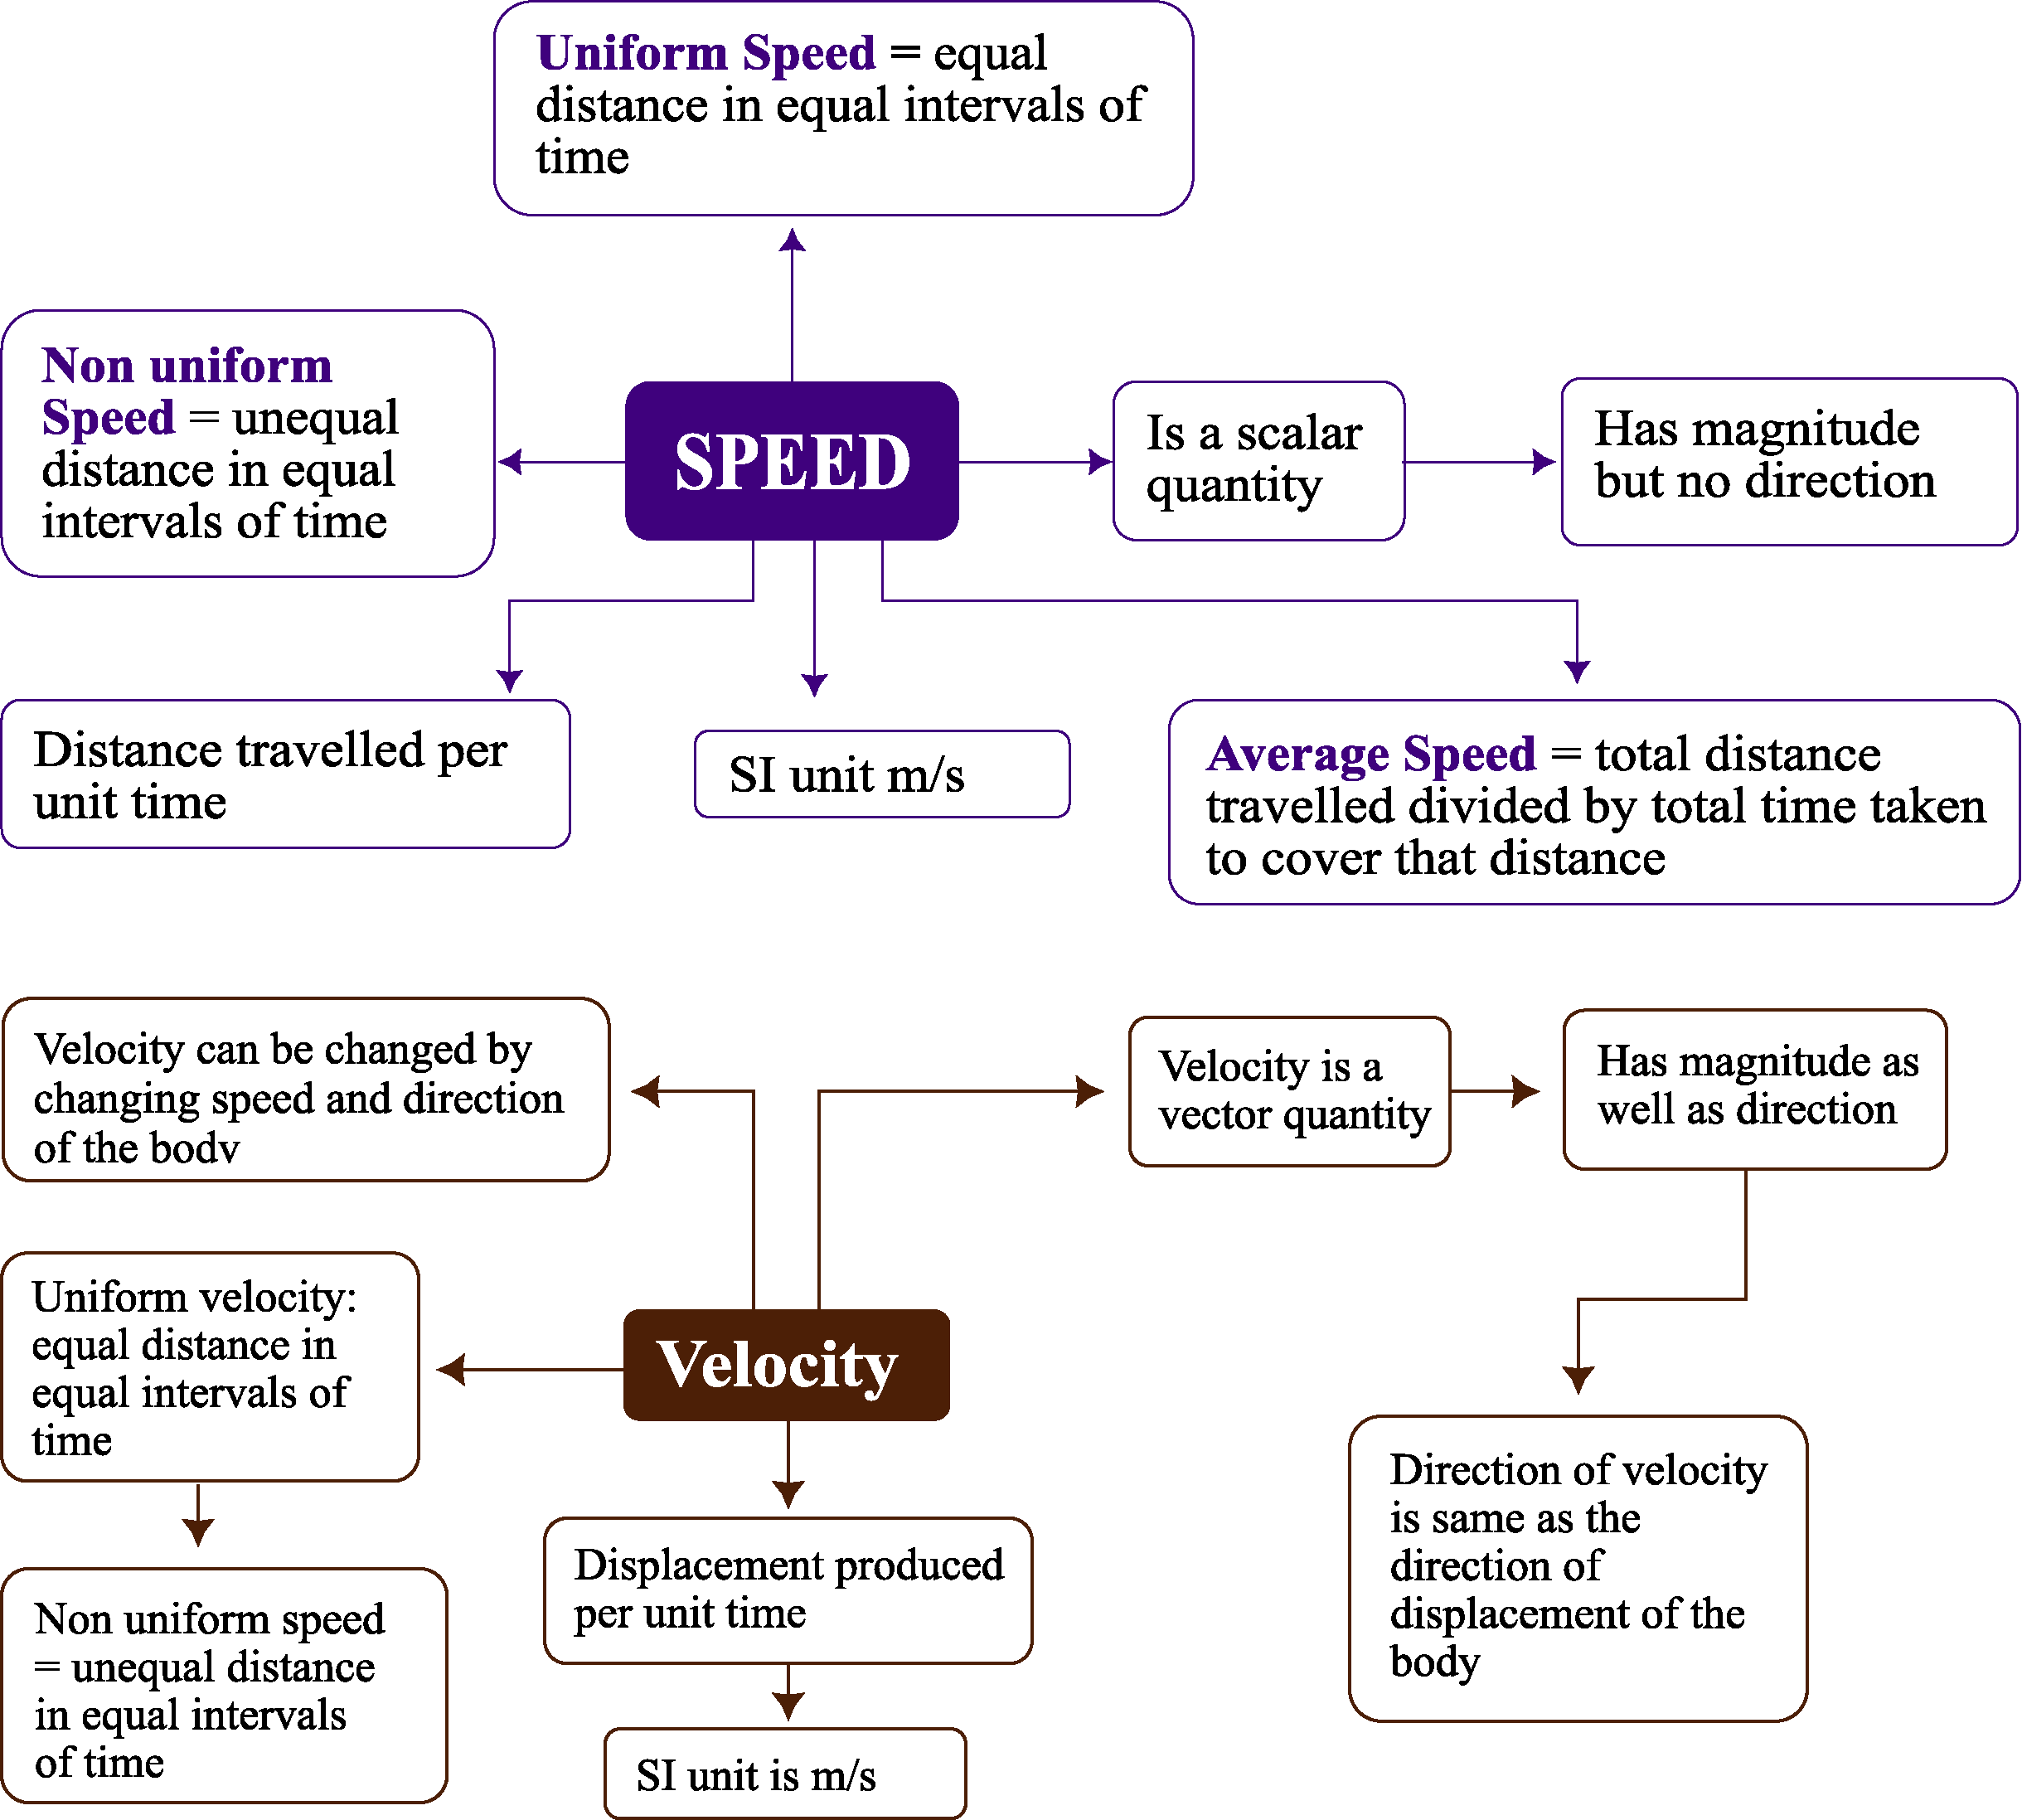 Uniform Speed = equal
distance in equal intervals of
time
Non uniform
Speed = unequal
distance in equal
intervals of time
SPEED
Is a scalar
quantity
Has magnitude
but no direction
Distance travelled per
unit time
SI unit m/s
Average Speed = total distance
travelled divided by total time taken
to cover that distance
Velocity can be changed by
changing speed and direction
of the bodv
Velocity is a
vector quantity
Has magnitude as
well as direction
Uniform velocity:
equal distance in
equal intervals of
time
Velocity
Direction of velocity
is same as the
direction of
displacement of the
body
Non uniform speed
= unequal distance
in equal intervals
of time
Displacement produced
per unit time
SI unit is m/s